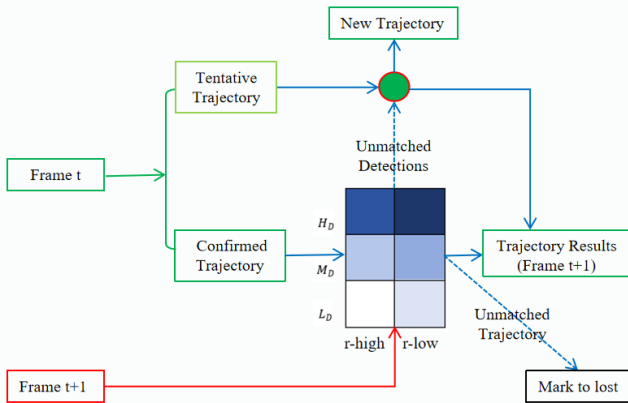 New Trajectory
Tentative
Trajectory
Unmatched
Detections
Frame t
Confirmed
Trajectory
H_D
M_D
L_D
Trajectory Results
(Frame t+1)
Unmatched
Trajectory
r-high
r-low
Frame t+1
Mark to lost